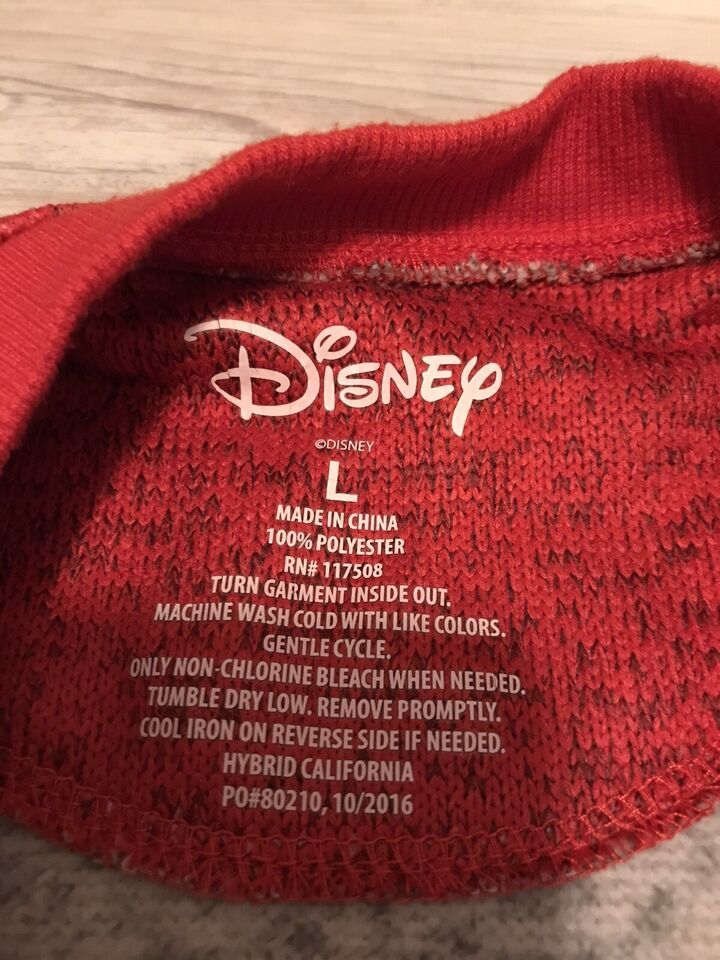 Disney
©DISNEY
L
MADE IN CHINA
100% POLYESTER
RN# 117508
TURN GARMENT INSIDE OUT.
MACHINE WASH COLD WITH LIKE COLORS.
GENTLE CYCLE.
ONLY NON-CHLORINE BLEACH WHEN NEEDED.
TUMBLE DRY LOW. REMOVE PROMPTLY.
COOL IRON ON REVERSE SIDE IF NEEDED.
HYBRID CALIFORNIA
PO#80210, 10/2016